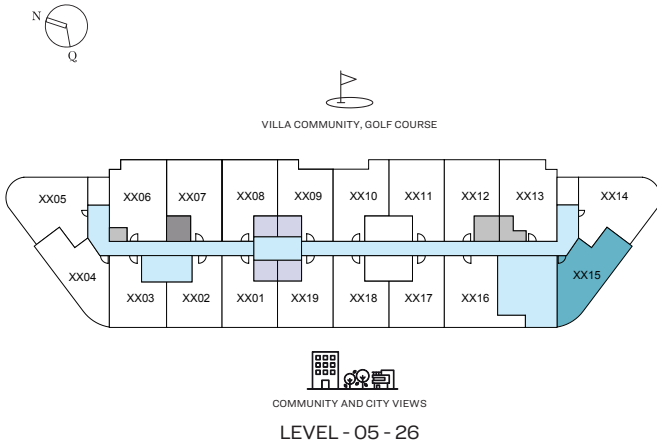 N
Q
VILLA COMMUNITY, GOLF COURSE
XX05 XX06 XX07 XX08 XX09 XX10 XX11 XX12 XX13 XX14
XX04 XX15
XX03 XX02 XX01 XX19 XX18 XX17 XX16
COMMUNITY AND CITY VIEWS
LEVEL - 05 - 26